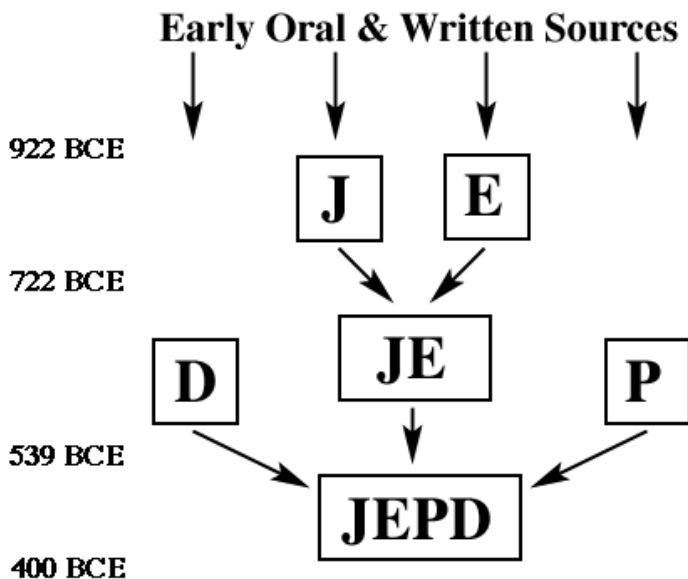 Early Oral & Written Sources
922 BCE
J
E
722 BCE
JE
D
P
539 BCE
JEPD
400 BCE